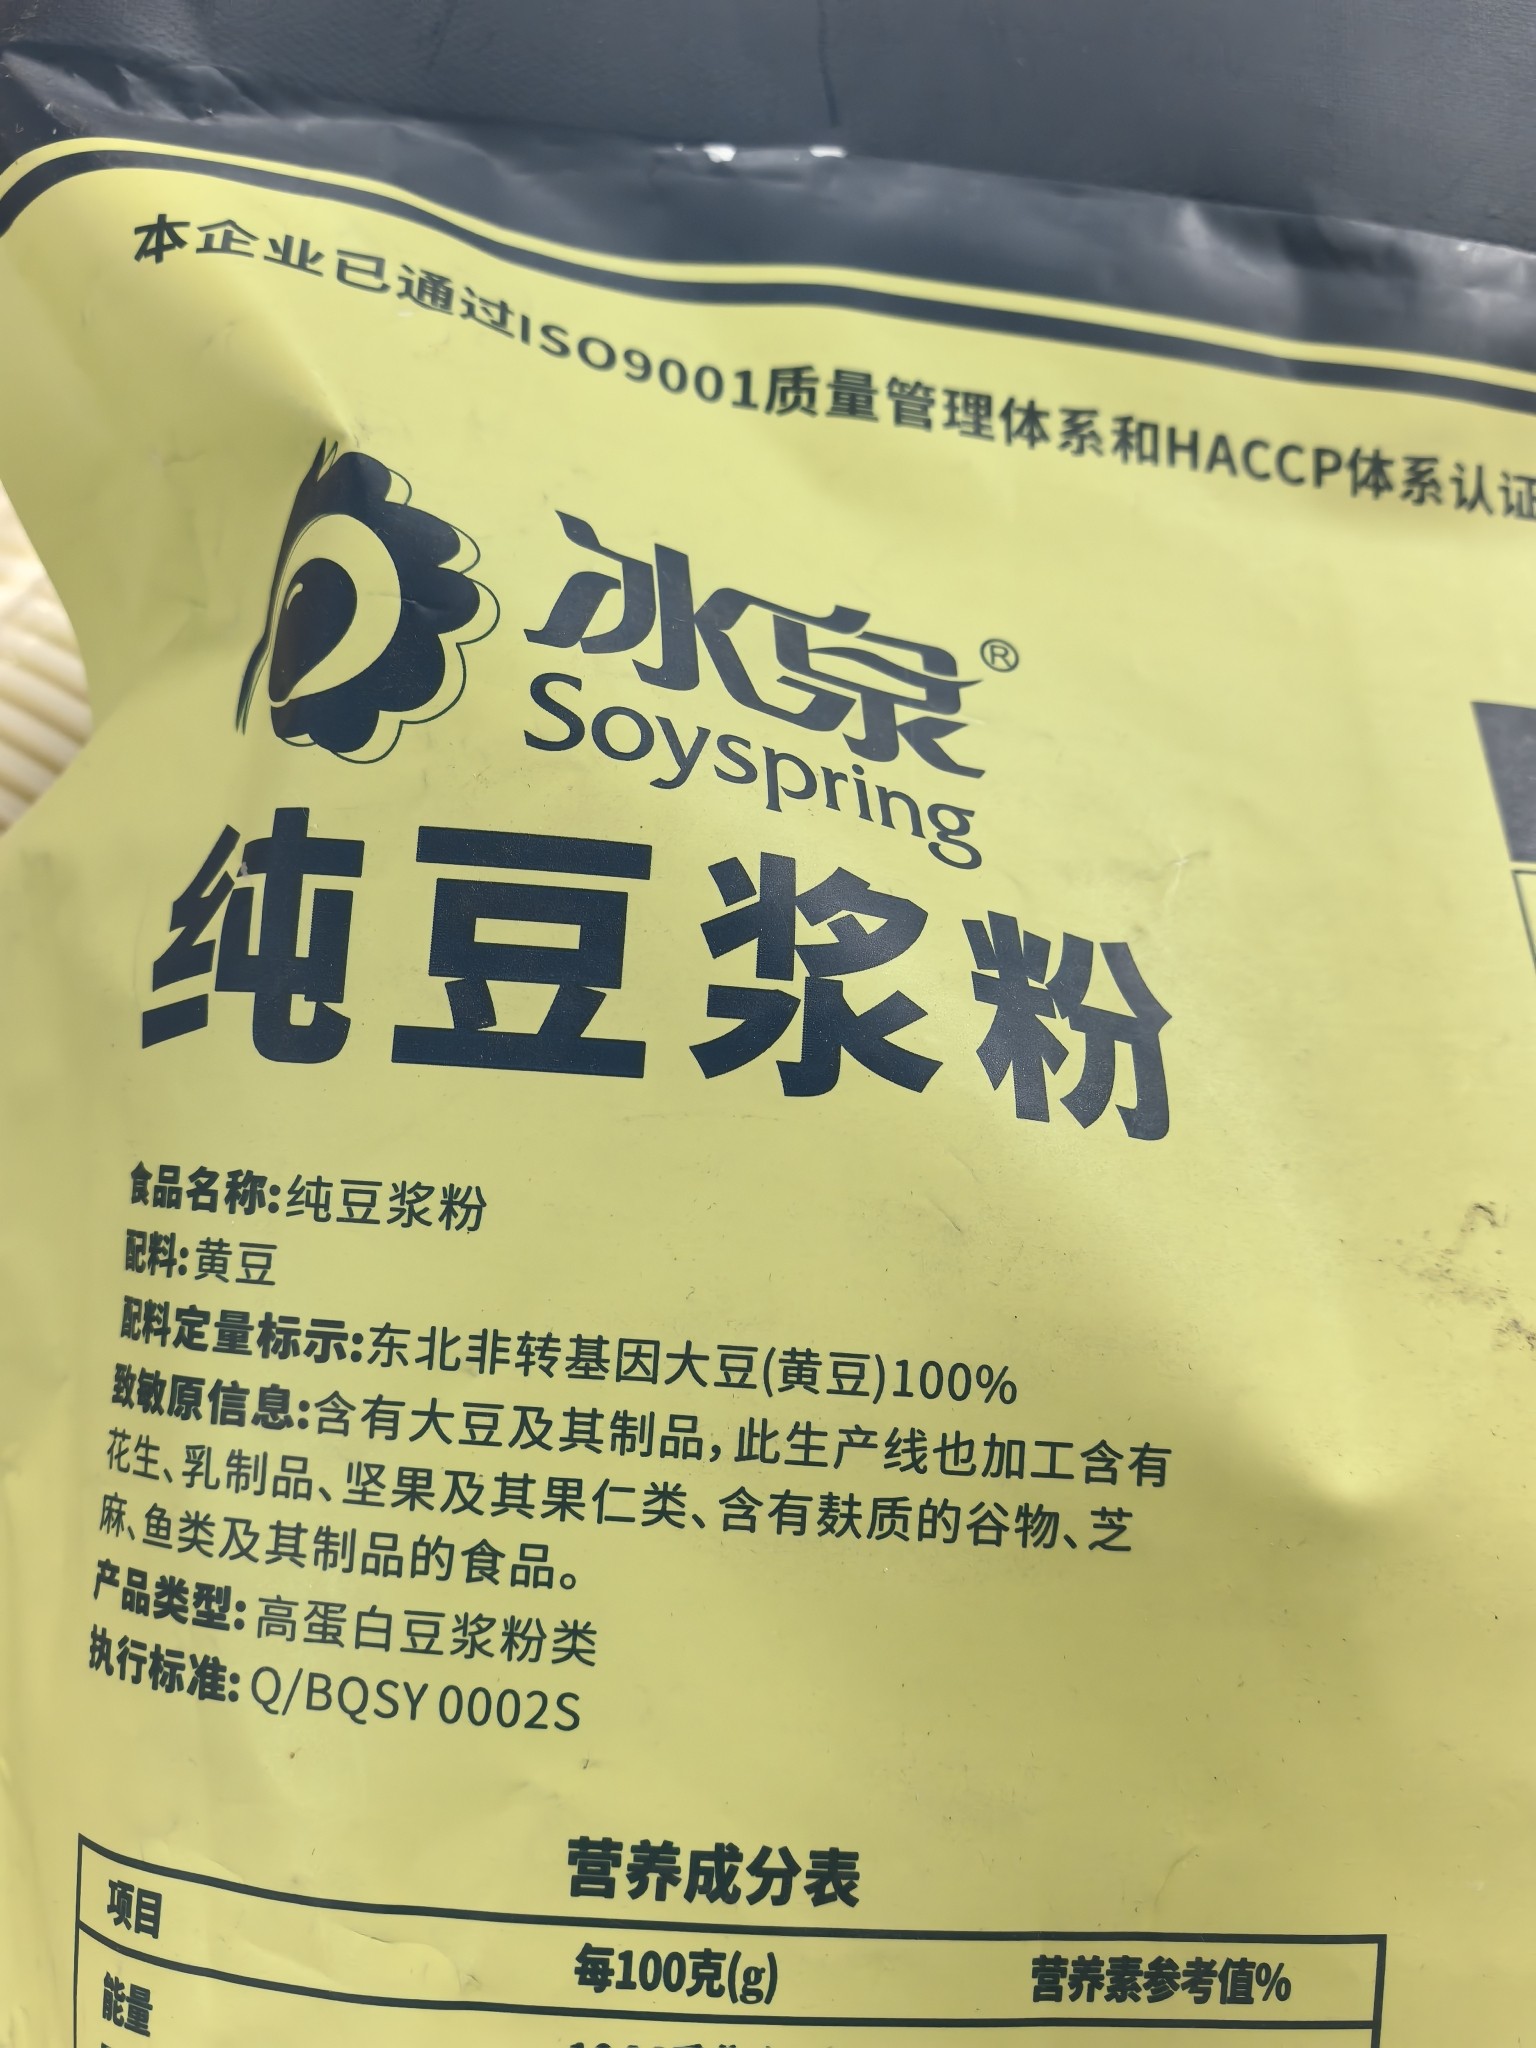 本企业已通过ISO9001质量管理体系和HACCP体系认证
冰泉®
Soyspring
纯豆浆粉
食品名称:纯豆浆粉
配料:黄豆
配料定量标示:东北非转基因大豆(黄豆)100%
致敏原信息:含有大豆及其制品,此生产线也加工含有
花生、乳制品、坚果及其果仁类、含有麸质的谷物、芝
麻、鱼类及其制品的食品。
产品类型:高蛋白豆浆粉类
执行标准:Q/BQSY 0002S
营养成分表
项目 每100克(g) 营养素参考值%
能量